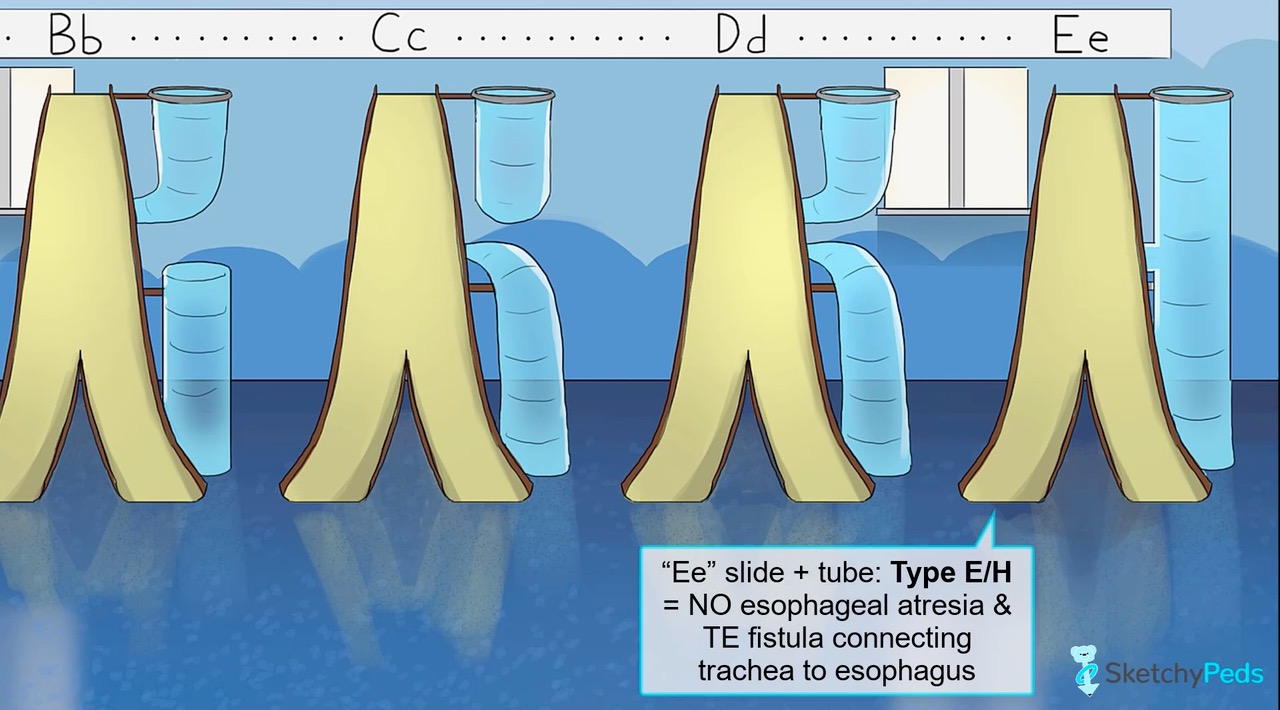 Bb .......... Cc .......... Dd .......... Ee
“Ee” slide + tube: Type E/H
= NO esophageal atresia &
TE fistula connecting
trachea to esophagus
SketchyPeds